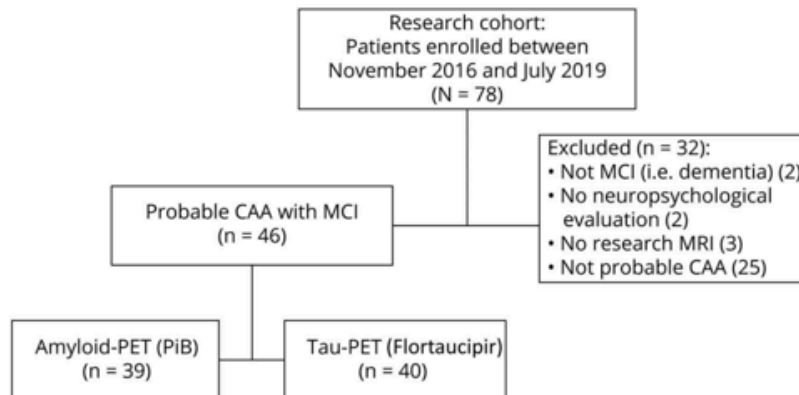 Research cohort:
Patients enrolled between
November 2016 and July 2019
(N = 78)
Excluded (n = 32):
• Not MCI (i.e. dementia) (2)
• No neuropsychological
evaluation (2)
• No research MRI (3)
• Not probable CAA (25)
Probable CAA with MCI
(n = 46)
Amyloid-PET (PiB)
(n = 39)
Tau-PET (Flortaucipir)
(n = 40)